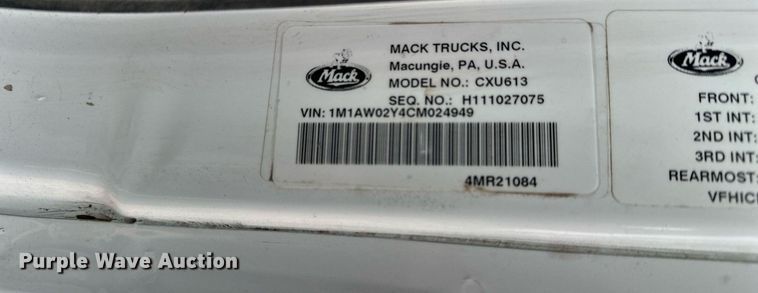 Mack
MACK TRUCKS, INC.
Macungie, PA, U.S.A.
MODEL NO.: CXU613
SEQ. NO.: H111027075
VIN: 1M1AW02Y4CM024949
4MR21084
Mack
FRONT:
1ST INT:
2ND INT:
3RD INT:
REARMOST:
Purple Wave Auction